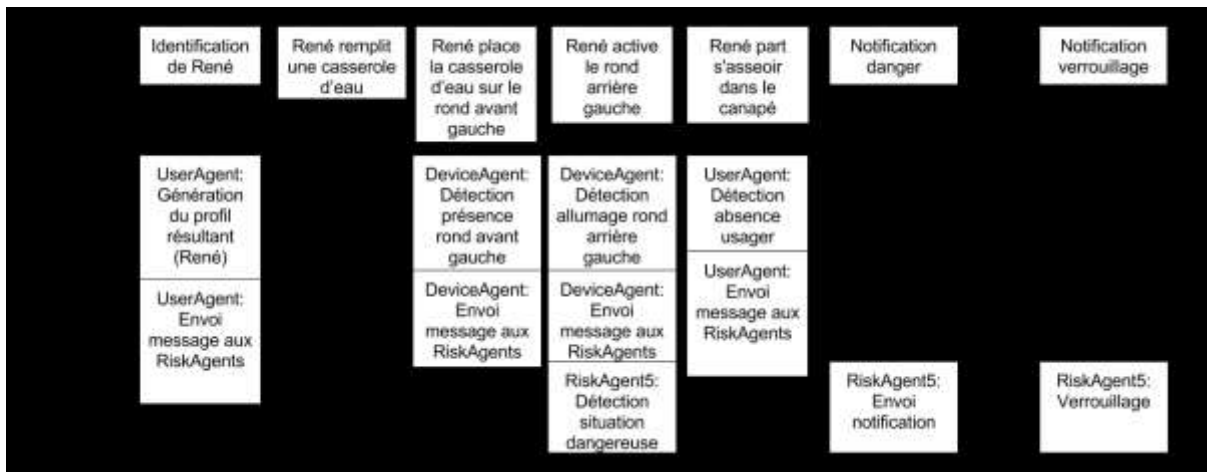 Identification
de René
René remplit
une casserole
d'eau
René place
la casserole
d'eau sur le
rond avant
gauche
René active
le rond
arrière
gauche
René part
s'asseoir
dans le
canapé
Notification
danger
Notification
verrouillage
UserAgent:
Génération
du profil
résultant
(René)
UserAgent:
Envoi
message aux
RiskAgents
DeviceAgent:
Détection
présence
rond avant
gauche
DeviceAgent:
Envoi
message aux
RiskAgents
DeviceAgent:
Détection
allumage rond
arrière
gauche
DeviceAgent:
Envoi
message aux
RiskAgents
RiskAgent5:
Détection
situation
dangereuse
UserAgent:
Détection
absence
usager
UserAgent:
Envoi
message aux
RiskAgents
RiskAgent5:
Envoi
notification
RiskAgent5:
Verrouillage